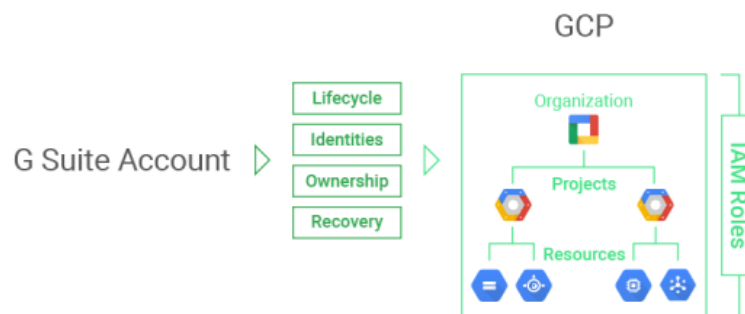 GCP
G Suite Account
Lifecycle
Identities
Ownership
Recovery
Organization
Projects
Resources
IAM Roles